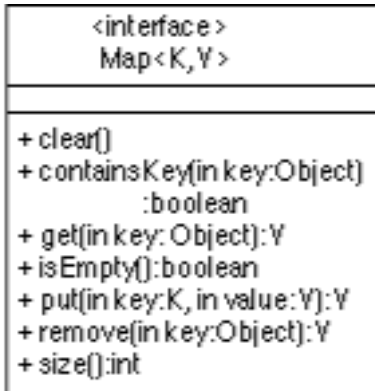 <interface>
Map<K,V>
+ clear()
+ containsKey(in key:Object)
:boolean
+ get(in key: Object):V
+ isEmpty():boolean
+ put(in key:K, in value:V):V
+ remove(in key:Object):V
+ size():int